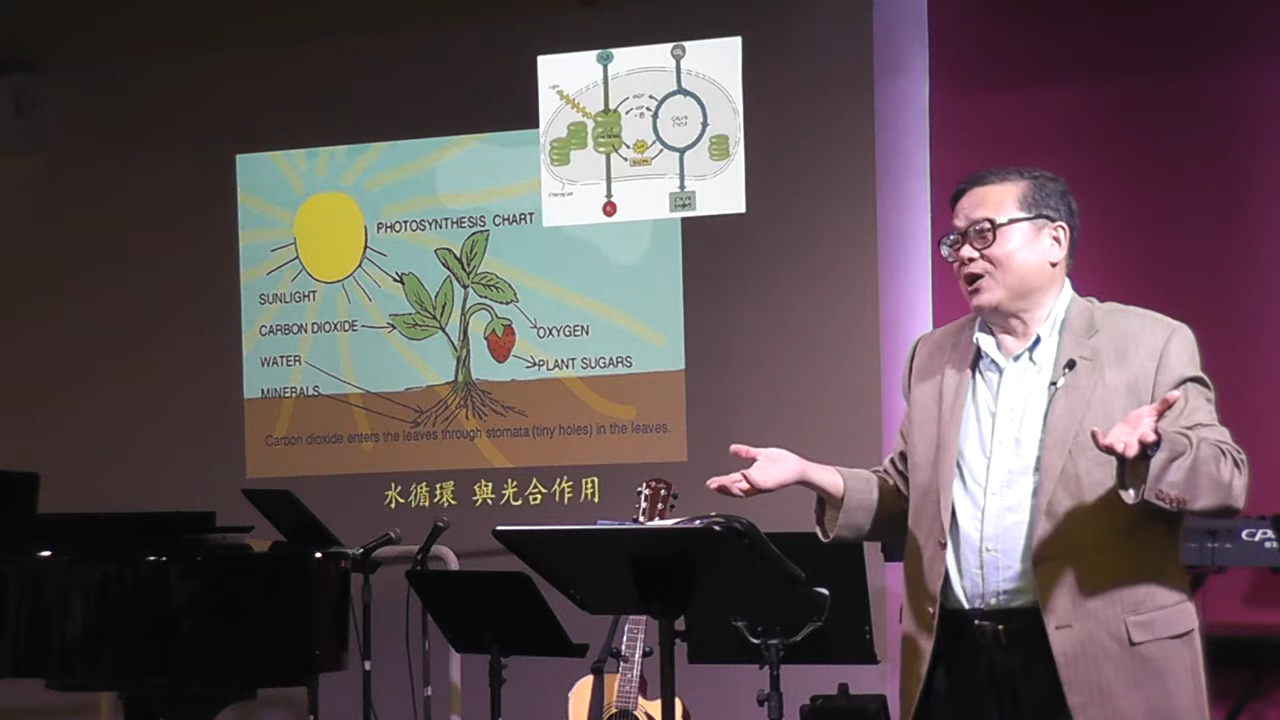 PHOTOSYNTHESIS CHART
SUNLIGHT
CARBON DIOXIDE
OXYGEN
WATER
PLANT SUGARS
MINERALS
Carbon dioxide enters the leaves through stomata (tiny holes) in the leaves.
水循環 與光合作用